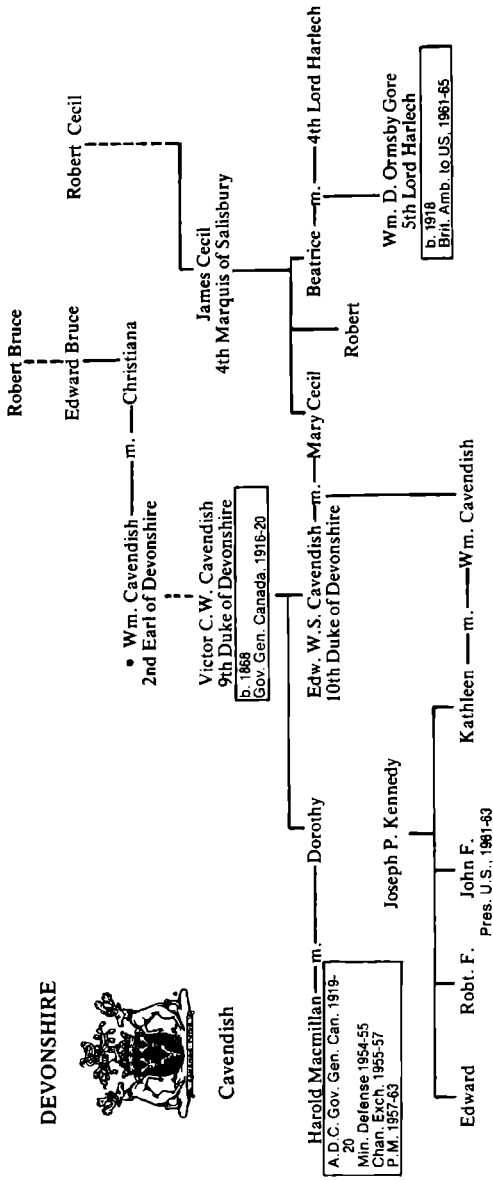 DEVONSHIRE
Cavendish
Robert Bruce
Edward Bruce
• Wm. Cavendish — m. — Christiana
2nd Earl of Devonshire
Robert Cecil
Victor C. W. Cavendish
9th Duke of Devonshire
b. 1868
Gov. Gen. Canada, 1916-20
James Cecil
4th Marquis of Salisbury
Harold Macmillan — m. — Dorothy
A.D.C. Gov. Gen. Can. 1919-
20
Min. Defense 1954-55
Chan. Exch. 1955-57
P.M. 1957-63
Edw. W. S. Cavendish — m. — Mary Cecil
10th Duke of Devonshire
Robert
Beatrice — m. — 4th Lord Harlech
Joseph P. Kennedy
Wm. D. Ormsby Gore
5th Lord Harlech
b. 1918
Brit. Amb. to US, 1961-65
Edward
Robt. F.
John F.
Pres. U.S., 1961-63
Kathleen — m. — Wm. Cavendish